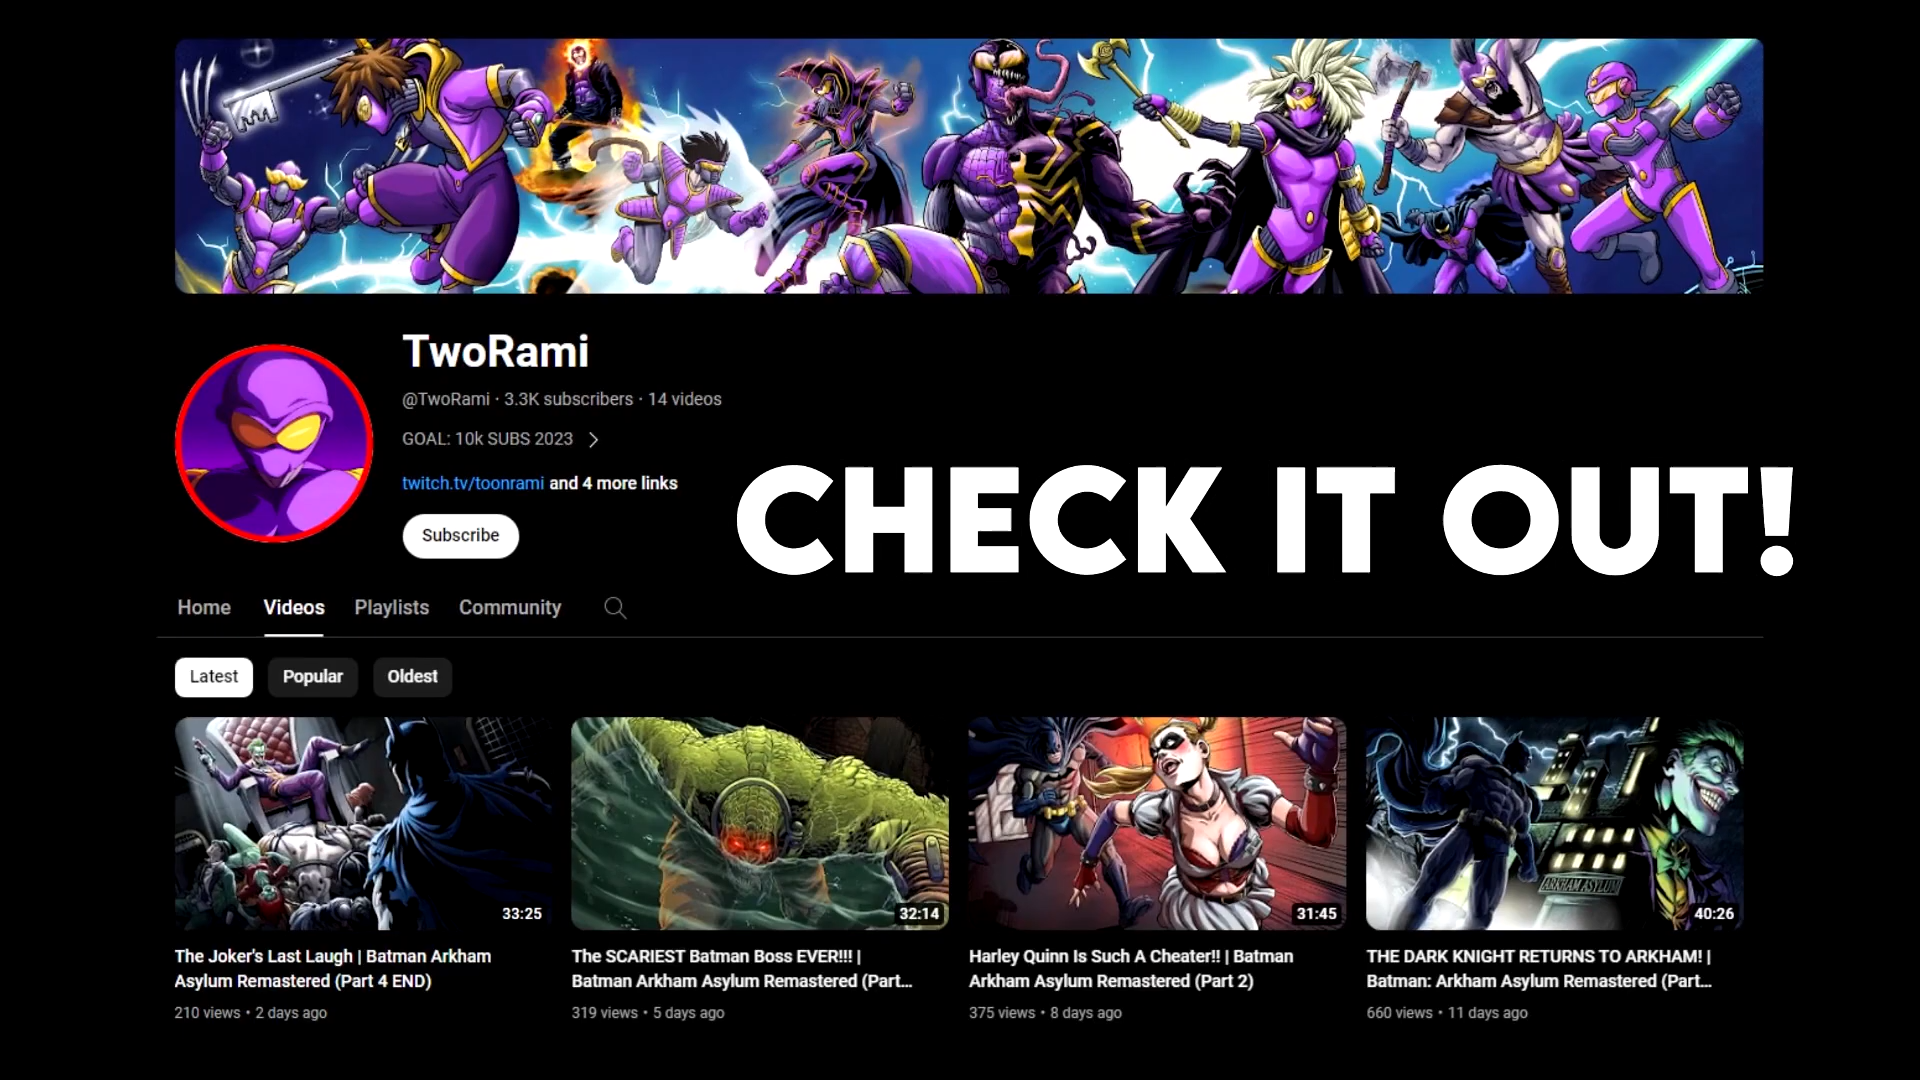 TwoRami
@TwoRami · 3.3K subscribers · 14 videos
GOAL: 10k SUBS 2023
twitch.tv/toonrami and 4 more links
Subscribe
CHECK IT OUT!
Home Videos Playlists Community
Latest Popular Oldest
ARKHAM ASYLUM
33:25 32:14 31:45 40:26
The Joker's Last Laugh | Batman Arkham
Asylum Remastered (Part 4 END)
210 views • 2 days ago
The SCARIEST Batman Boss EVER!!! |
Batman Arkham Asylum Remastered (Part...
319 views • 5 days ago
Harley Quinn Is Such A Cheater!! | Batman
Arkham Asylum Remastered (Part 2)
375 views • 8 days ago
THE DARK KNIGHT RETURNS TO ARKHAM! |
Batman: Arkham Asylum Remastered (Part...
660 views • 11 days ago